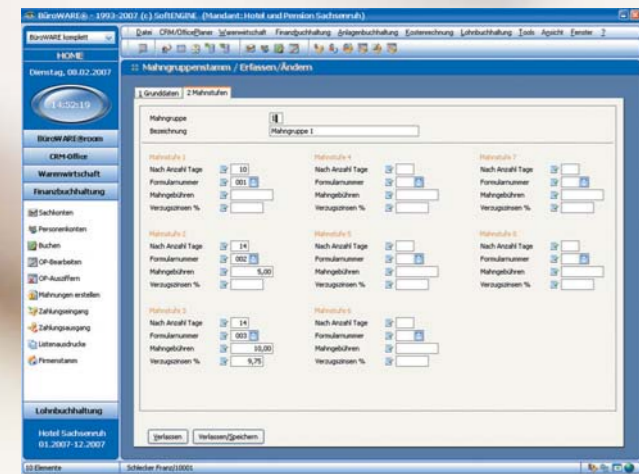 BüroWARE® - 1993-2007 (c) SoftENGINE (Mandant: Hotel und Pension Sachsenruh)
BüroWARE komplett
Datei CRM/OfficePlaner Warenwirtschaft Finanzbuchhaltung Anlagenbuchhaltung Kostenrechnung Lohnbuchhaltung Tools Ansicht Fenster ?
HOME
Dienstag, 08.02.2007
14:52:19
BüroWARE®room
CRM-Office
Warenwirtschaft
Finanzbuchhaltung
Sachkonten
Personenkonten
Buchen
OP-Bearbeiten
OP-Ausziffern
Mahnungen erstellen
Zahlungseingang
Zahlungsausgang
Listenausdrucke
Firmenstamm
Lohnbuchhaltung
Hotel Sachsenruh
01.2007-12.2007
Mahngruppenstamm / Erfassen/Ändern
1 Grunddaten 2 Mahnstufen
Mahngruppe 1
Bezeichnung Mahngruppe 1
Mahnstufe 1 Mahnstufe 4 Mahnstufe 7
Nach Anzahl Tage 10 Nach Anzahl Tage Nach Anzahl Tage
Formularnummer 001 Formularnummer Formularnummer
Mahngebühren Mahngebühren Mahngebühren
Verzugszinsen % Verzugszinsen % Verzugszinsen %
Mahnstufe 2 Mahnstufe 5 Mahnstufe 8
Nach Anzahl Tage 14 Nach Anzahl Tage Nach Anzahl Tage
Formularnummer 002 Formularnummer Formularnummer
Mahngebühren 5,00 Mahngebühren Mahngebühren
Verzugszinsen % Verzugszinsen % Verzugszinsen %
Mahnstufe 3 Mahnstufe 6
Nach Anzahl Tage 14 Nach Anzahl Tage
Formularnummer 003 Formularnummer
Mahngebühren 10,00 Mahngebühren
Verzugszinsen % 9,75 Verzugszinsen %
Verlassen Verlassen/Speichern
10 Elemente Schlecker Franz/10001